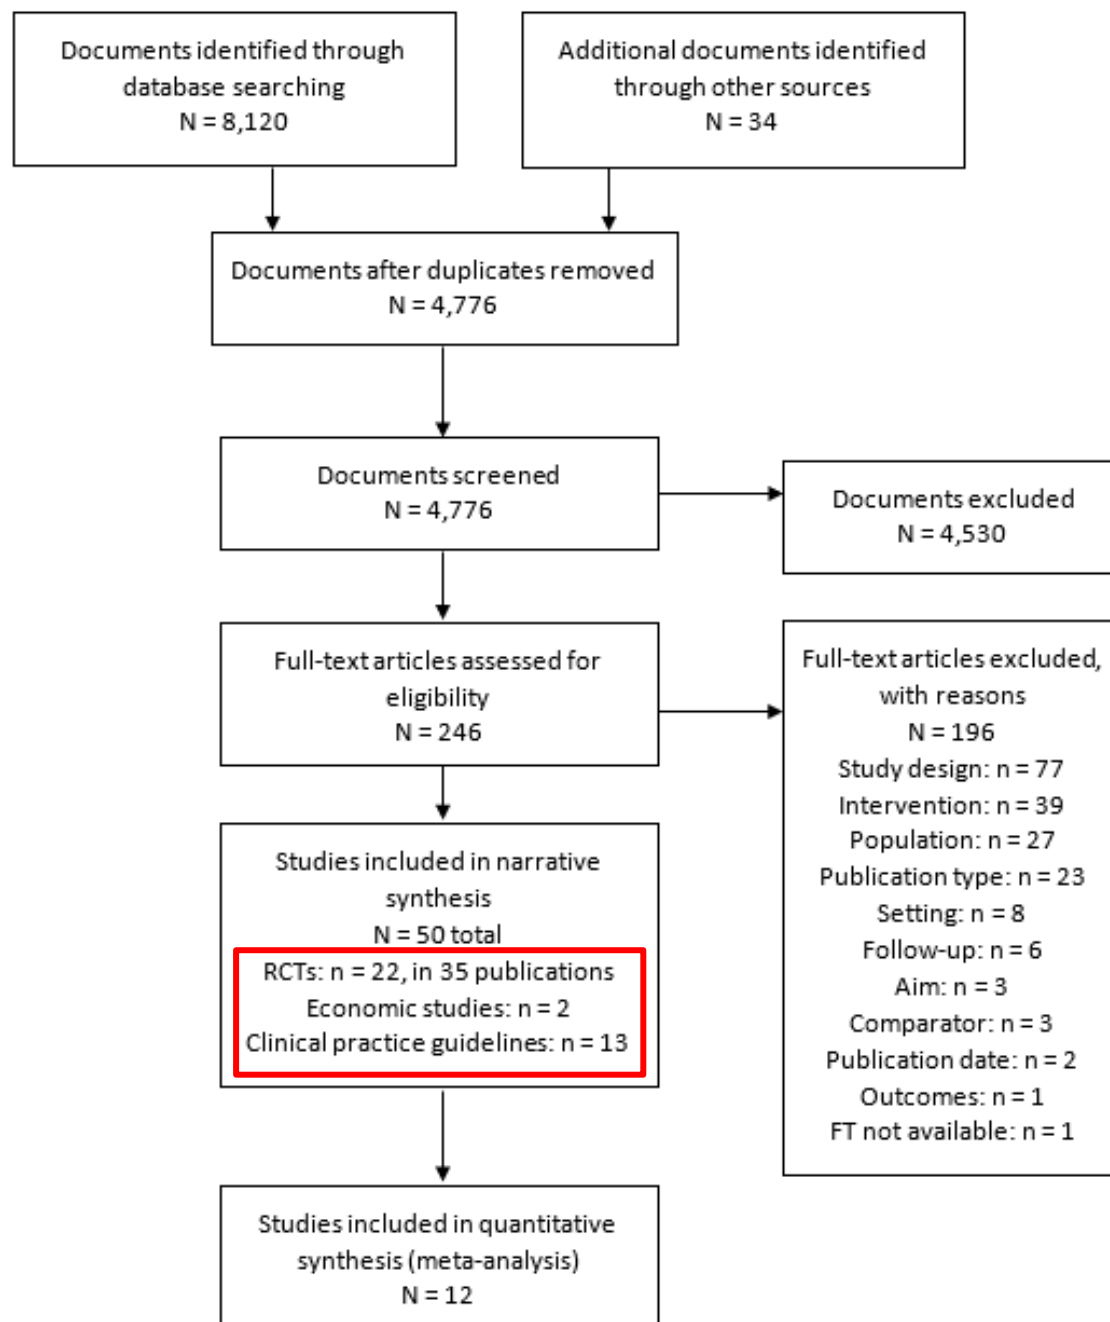 Documents identified through
database searching
N = 8,120
Additional documents identified
through other sources
N = 34
Documents after duplicates removed
N = 4,776
Documents screened
N = 4,776
Documents excluded
N = 4,530
Full-text articles assessed for
eligibility
N = 246
Full-text articles excluded,
with reasons
N = 196
Study design: n = 77
Intervention: n = 39
Population: n = 27
Publication type: n = 23
Setting: n = 8
Follow-up: n = 6
Aim: n = 3
Comparator: n = 3
Publication date: n = 2
Outcomes: n = 1
FT not available: n = 1
Studies included in narrative
synthesis
N = 50 total
RCTs: n = 22, in 35 publications
Economic studies: n = 2
Clinical practice guidelines: n = 13
Studies included in quantitative
synthesis (meta-analysis)
N = 12